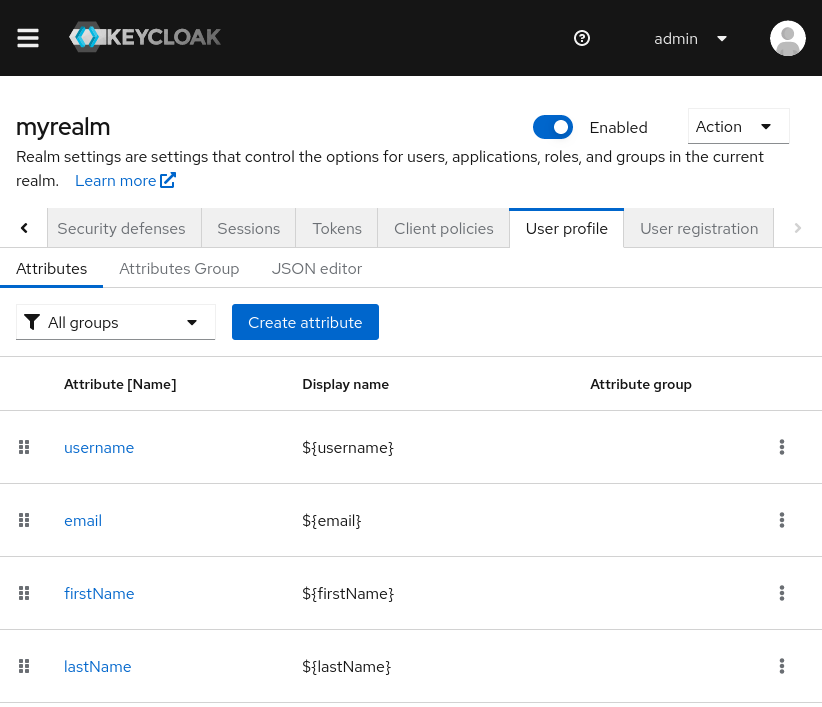 KEYCLOAK
admin
myrealm
Enabled
Action
Realm settings are settings that control the options for users, applications, roles, and groups in the current
realm. Learn more
Security defenses Sessions Tokens Client policies User profile User registration
Attributes Attributes Group JSON editor
All groups Create attribute
Attribute [Name] Display name Attribute group
username ${username}
email ${email}
firstName ${firstName}
lastName ${lastName}